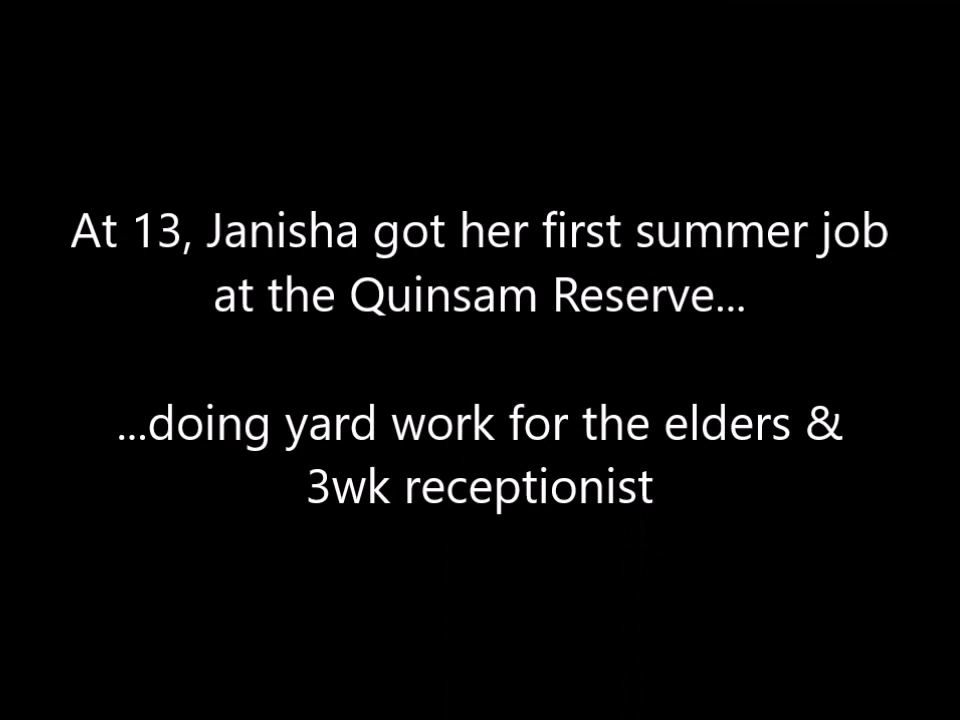 At 13, Janisha got her first summer job
at the Quinsam Reserve...
...doing yard work for the elders &
3wk receptionist